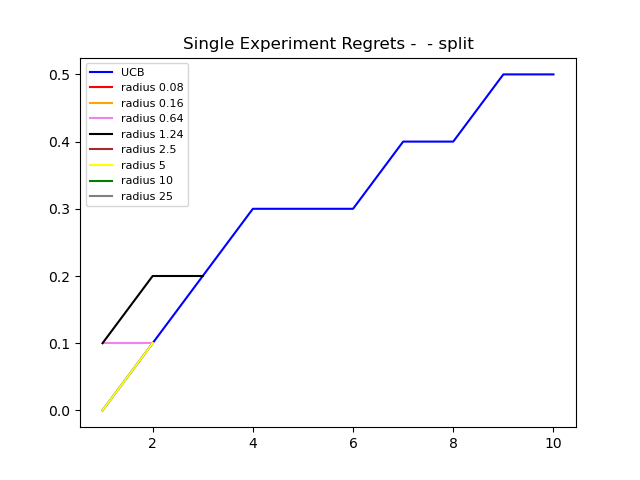 Single Experiment Regrets -  - split
UCB
radius 0.08
radius 0.16
radius 0.64
radius 1.24
radius 2.5
radius 5
radius 10
radius 25
0.5
0.4
0.3
0.2
0.1
0.0
2 4 6 8 10